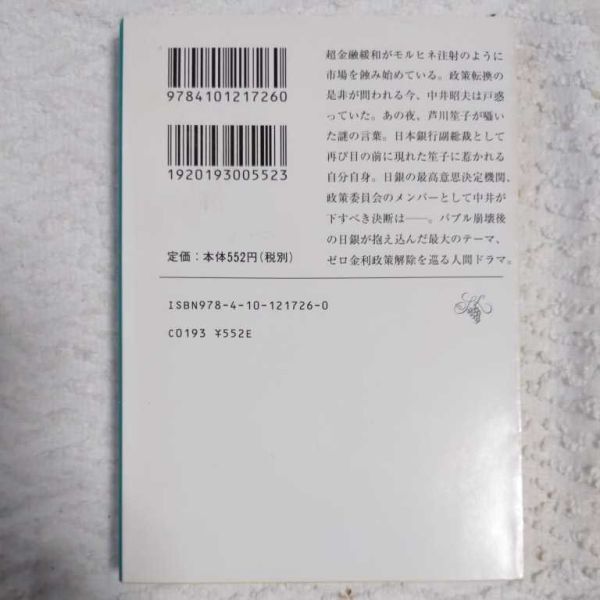 9784101217260
1920193005523
定価：本体552円（税別）
超金融緩和がモルヒネ注射のように
市場を蝕み始めている。政策転換の
是非が問われる今、中井昭夫は戸惑
っていた。あの夜、芦川笙子が囁い
た謎の言葉。日本銀行副総裁として
再び目の前に現れた笙子に惹かれる
自分自身。日銀の最高意思決定機関、
政策委員会のメンバーとして中井が
下すべき決断は――。バブル崩壊後
の日銀が抱え込んだ最大のテーマ、
ゼロ金利政策解除を巡る人間ドラマ。
ISBN978-4-10-121726-0
C0193 ¥552E